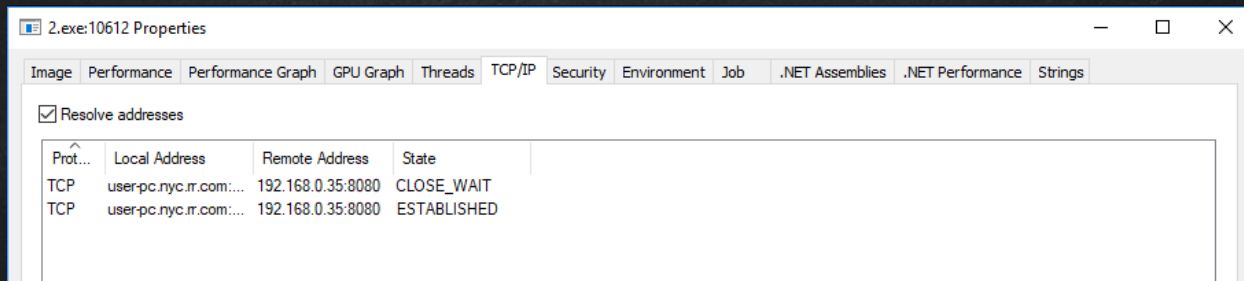 2.exe:10612 Properties
Image Performance Performance Graph GPU Graph Threads TCP/IP Security Environment Job .NET Assemblies .NET Performance Strings
Resolve addresses
Prot... Local Address Remote Address State
TCP user-pc.nyc.rr.com:... 192.168.0.35:8080 CLOSE_WAIT
TCP user-pc.nyc.rr.com:... 192.168.0.35:8080 ESTABLISHED